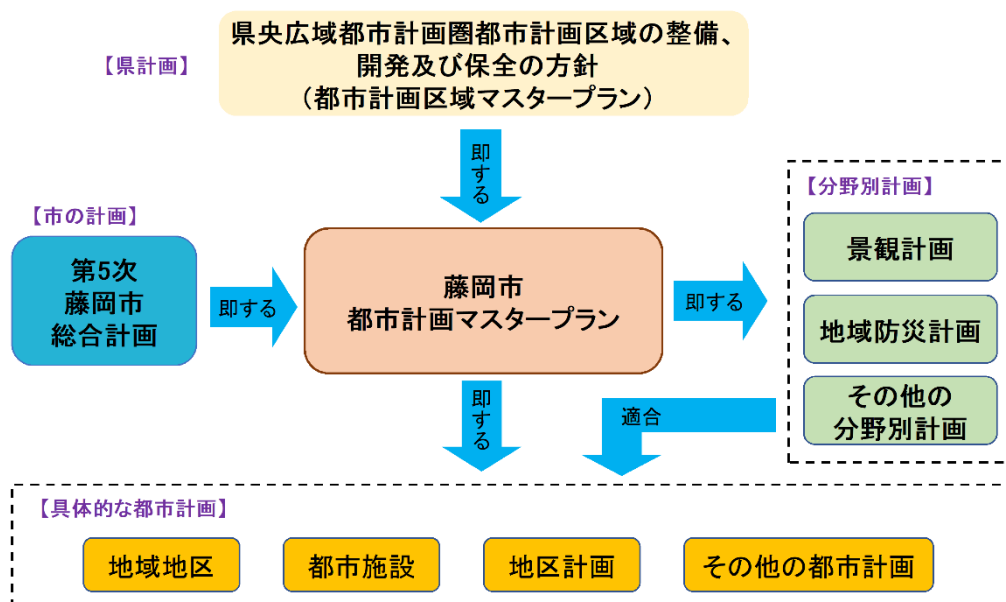 県央広域都市計画圏都市計画区域の整備、
開発及び保全の方針
（都市計画区域マスタープラン）
【県計画】
即する
【分野別計画】
【市の計画】
第5次
藤岡市
総合計画
即する
藤岡市
都市計画マスタープラン
即する
景観計画
地域防災計画
その他の
分野別計画
即する
適合
【具体的な都市計画】
地域地区
都市施設
地区計画
その他の都市計画